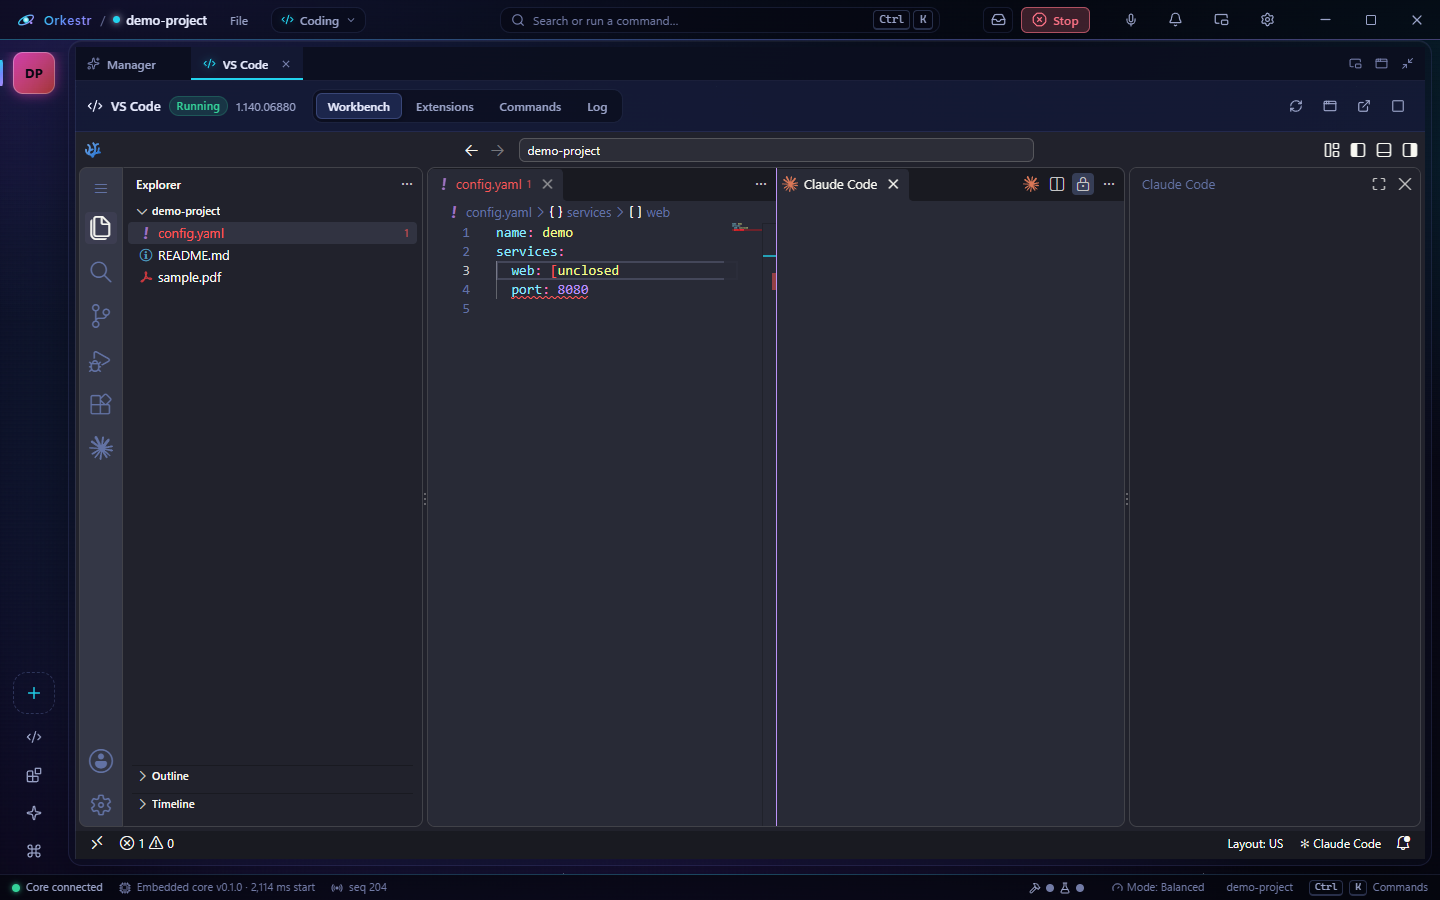 Orkestr / demo-project File Coding Search or run a command... Ctrl K Stop
DP
Manager VS Code
VS Code Running 1.140.06880 Workbench Extensions Commands Log
demo-project
Explorer
demo-project
config.yaml 1
README.md
sample.pdf
Outline
Timeline
config.yaml 1
config.yaml > {} services > [] web
1 name: demo
2 services:
3 web: [unclosed
4 port: 8080
5
Claude Code
Claude Code
1 0
Layout: US Claude Code
Core connected Embedded core v0.1.0 · 2,114 ms start seq 204 Mode: Balanced demo-project Ctrl K Commands